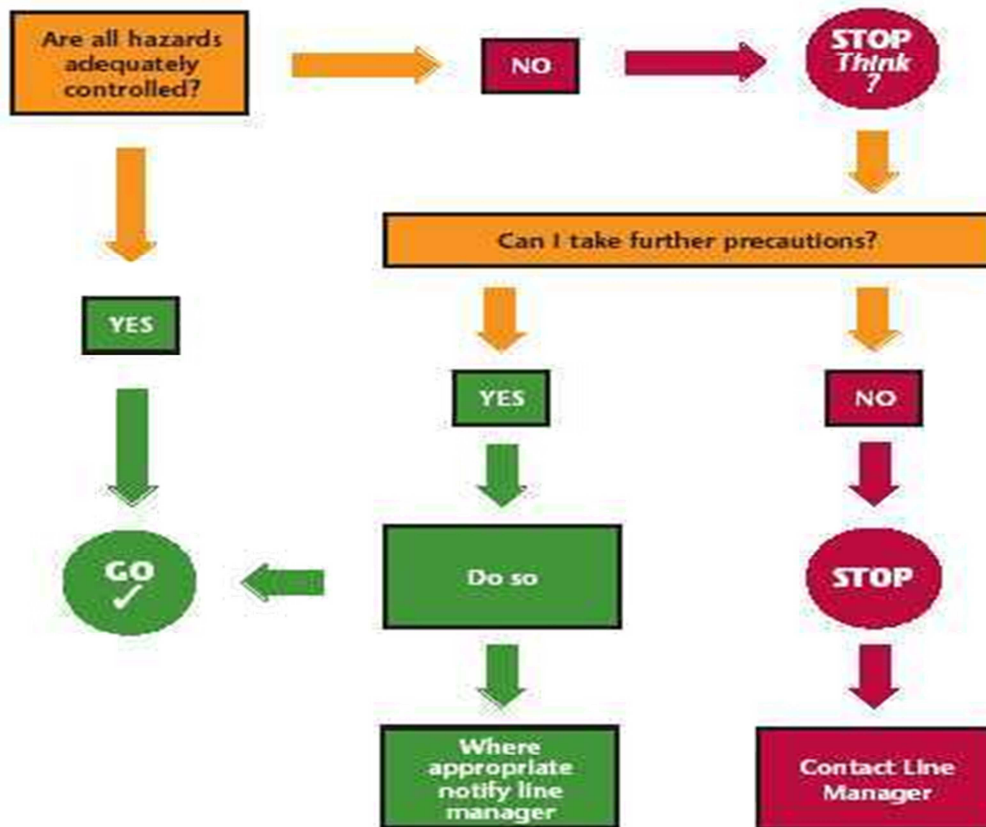 Are all hazards
adequately
controlled?
NO
STOP
Think
?
Can I take further precautions?
YES
YES
NO
GO
Do so
STOP
Where
appropriate
notify line
manager
Contact Line
Manager